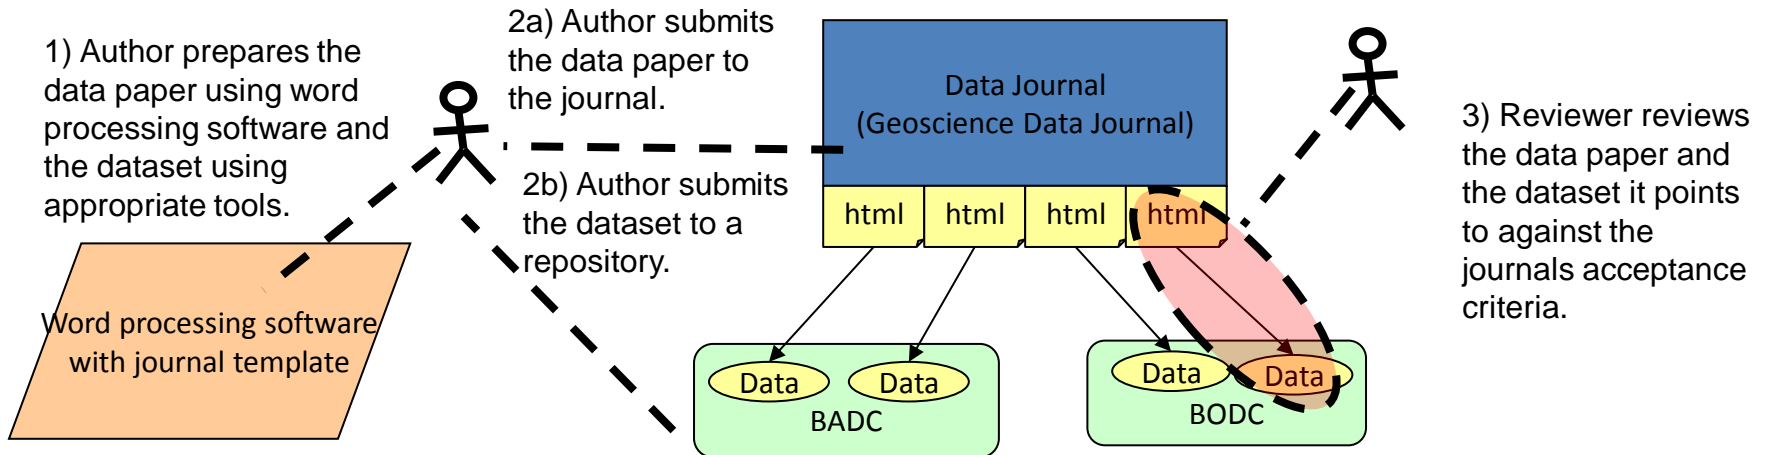 1) Author prepares the
data paper using word
processing software and
the dataset using
appropriate tools.
Word processing software
with journal template
2a) Author submits
the data paper to
the journal.
2b) Author submits
the dataset to a
repository.
Data Journal
(Geoscience Data Journal)
html html html html
Data Data
BADC
Data Data
BODC
3) Reviewer reviews
the data paper and
the dataset it points
to against the
journals acceptance
criteria.